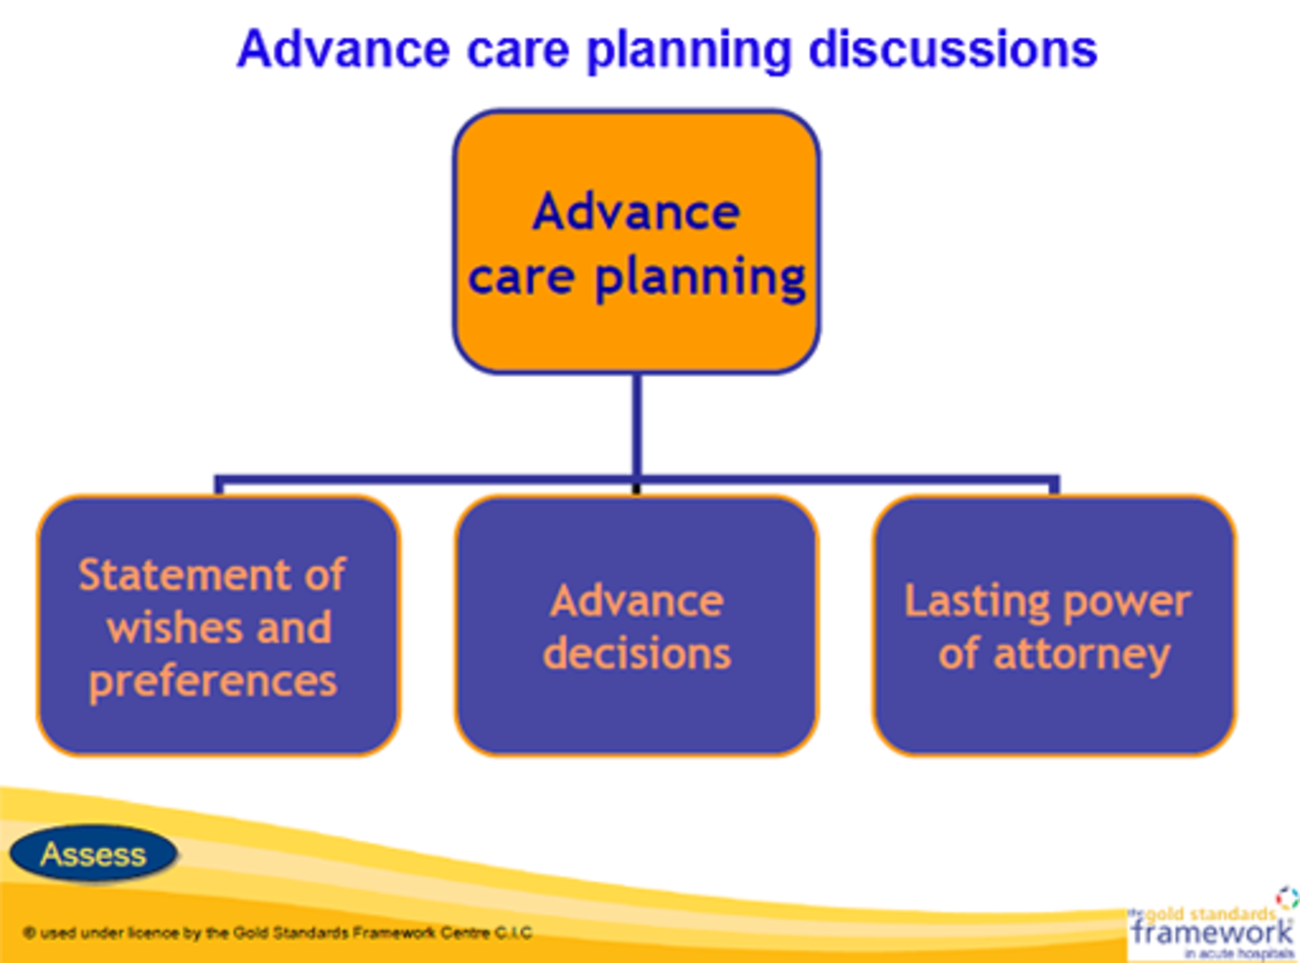 Advance care planning discussions
Advance
care planning
Statement of
wishes and
preferences
Advance
decisions
Lasting power
of attorney
Assess
© used under licence by the Gold Standards Framework Centre C.I.C
the gold standards
framework
in acute hospitals